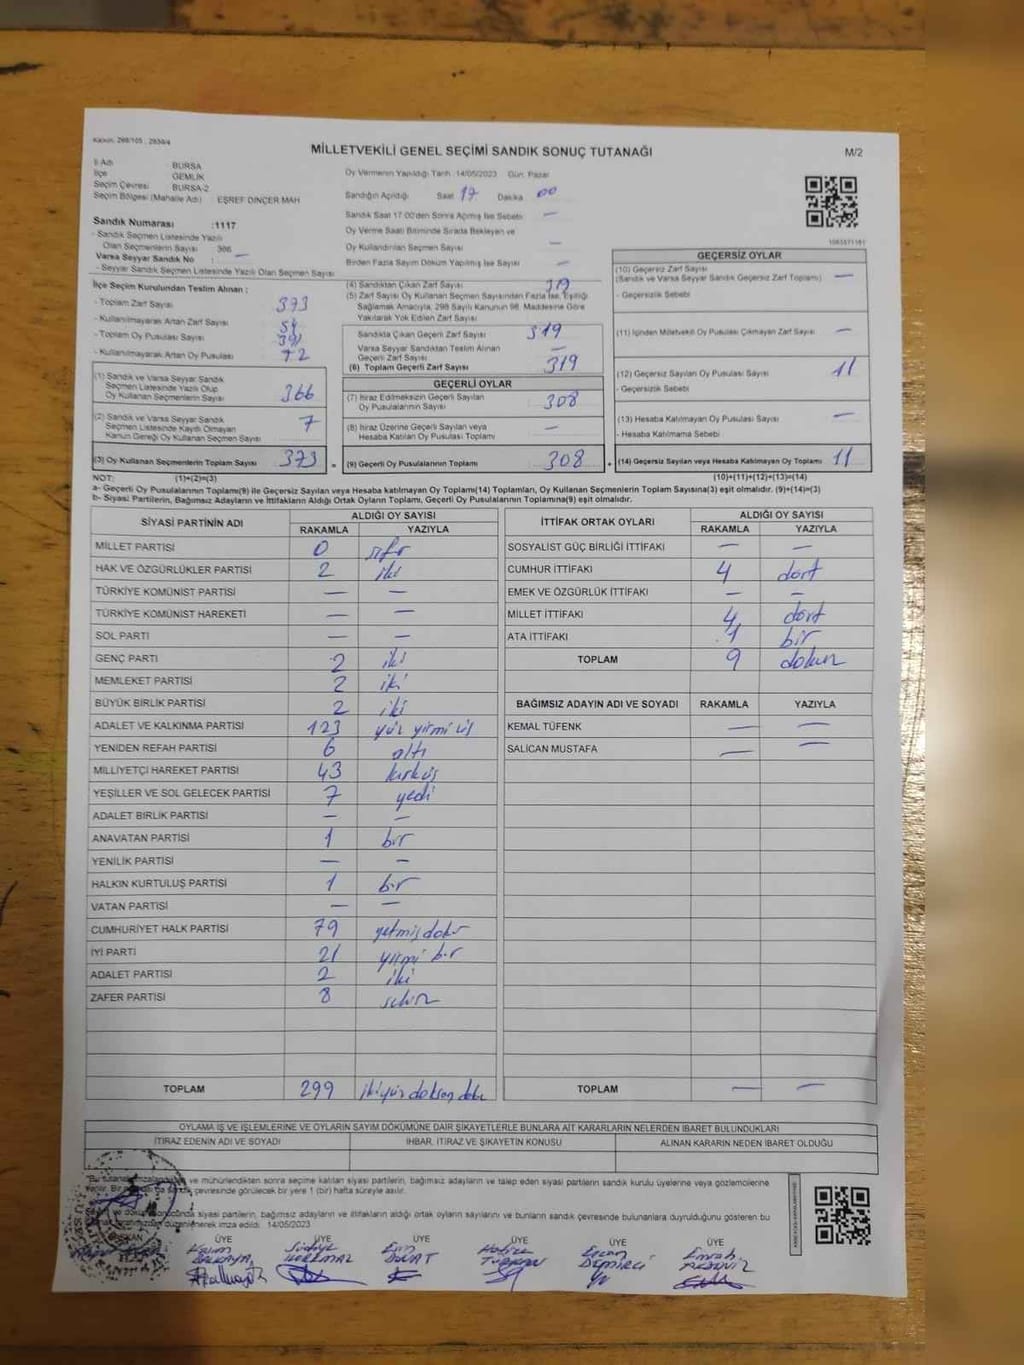 Kanun: 298/105 , 2839/4
MİLLETVEKİLİ GENEL SEÇİMİ SANDIK SONUÇ TUTANAĞI
M/2
İl Adı BURSA
İlçe GEMLİK
Seçim Çevresi BURSA-2
Seçim Bölgesi (Mahalle Adı) EŞREF DİNÇER MAH
Sandık Numarası :1117
- Sandık Seçmen Listesinde Yazılı
Olan Seçmenlerin Sayısı 386
Varsa Seyyar Sandık No : —
- Seyyar Sandık Seçmen Listesinde Yazılı Olan Seçmen Sayısı
Oy Vermenin Yapıldığı Tarih 14/05/2023 Gün: Pazar
Sandığın Açıldığı Saat 17 Dakika 00
Sandık Saat 17:00'den Sonra Açılmış İse Sebebi —
Oy Verme Saati Bitiminde Sırada Bekleyen ve
Oy Kullandırılan Seçmen Sayısı —
Birden Fazla Sayım Döküm Yapılmış İse Sayısı —
İlçe Seçim Kurulundan Teslim Alınan :
- Toplam Zarf Sayısı 373
- Kullanılmayarak Artan Zarf Sayısı 54
- Toplam Oy Pusulası Sayısı 391
- Kullanılmayarak Artan Oy Pusulası 72
(1) Sandık ve Varsa Seyyar Sandık
Seçmen Listesinde Yazılı Olup
Oy Kullanan Seçmenlerin Sayısı 366
(2) Sandık ve Varsa Seyyar Sandık
Seçmen Listesinde Kaydı Olmayan
Kanun Gereği Oy Kullanan Seçmen Sayısı 7
(3) Oy Kullanan Seçmenlerin Toplam Sayısı 373
(4) Sandıktan Çıkan Zarf Sayısı 319
(5) Zarf Sayısı Oy Kullanan Seçmen Sayısından Fazla İse, Eşitliği
Sağlamak Amacıyla, 298 Sayılı Kanunun 98. Maddesine Göre
Yakılarak Yok Edilen Zarf Sayısı
Sandıkta Çıkan Geçerli Zarf Sayısı 319
Varsa Seyyar Sandıktan Teslim Alınan
Geçerli Zarf Sayısı —
(6) Toplam Geçerli Zarf Sayısı 319
GEÇERLİ OYLAR
(7) İtiraz Edilmeksizin Geçerli Sayılan
Oy Pusulalarının Sayısı 308
(8) İtiraz Üzerine Geçerli Sayılan veya
Hesaba Katılan Oy Pusulası Toplamı —
(9) Geçerli Oy Pusulalarının Toplamı 308
1083571181
GEÇERSİZ OYLAR
(10) Geçersiz Zarf Sayısı —
(Sandık ve Varsa Seyyar Sandık Geçersiz Zarf Toplamı)
- Geçersizlik Sebebi
(11) İçinden Milletvekili Oy Pusulası Çıkmayan Zarf Sayısı —
(12) Geçersiz Sayılan Oy Pusulası Sayısı 11
- Geçersizlik Sebebi
(13) Hesaba Katılmayan Oy Pusulası Sayısı —
- Hesaba Katılmama Sebebi
(14) Geçersiz Sayılan veya Hesaba Katılmayan Oy Toplamı 11
NOT: (1)+(2)=(3) (10)+(11)+(12)+(13)=(14)
a- Geçerli Oy Pusulalarının Toplamı(9) ile Geçersiz Sayılan veya Hesaba katılmayan Oy Toplamı(14) Toplamları, Oy Kullanan Seçmenlerin Toplam Sayısına(3) eşit olmalıdır. (9)+(14)=(3)
b- Siyasi Partilerin, Bağımsız Adayların ve İttifakların Aldığı Ortak Oyların Toplamı, Geçerli Oy Pusulalarının Toplamına(9) eşit olmalıdır.
SİYASİ PARTİNİN ADI ALDIĞI OY SAYISI
RAKAMLA YAZIYLA
MİLLET PARTİSİ 0 sıfır
HAK VE ÖZGÜRLÜKLER PARTİSİ 2 iki
TÜRKİYE KOMÜNİST PARTİSİ — —
TÜRKİYE KOMÜNİST HAREKETİ — —
SOL PARTİ — —
GENÇ PARTİ 2 iki
MEMLEKET PARTİSİ 2 iki
BÜYÜK BİRLİK PARTİSİ 2 iki
ADALET VE KALKINMA PARTİSİ 123 yüz yirmi üç
YENİDEN REFAH PARTİSİ 6 altı
MİLLİYETÇİ HAREKET PARTİSİ 43 kırküç
YEŞİLLER VE SOL GELECEK PARTİSİ 7 yedi
ADALET BİRLİK PARTİSİ — —
ANAVATAN PARTİSİ 1 bir
YENİLİK PARTİSİ — —
HALKIN KURTULUŞ PARTİSİ 1 bir
VATAN PARTİSİ — —
CUMHURİYET HALK PARTİSİ 79 yetmiş dokuz
İYİ PARTİ 21 yirmi bir
ADALET PARTİSİ 2 iki
ZAFER PARTİSİ 8 sekiz
TOPLAM 299 ikiyüz doksan dokuz
İTTİFAK ORTAK OYLARI ALDIĞI OY SAYISI
RAKAMLA YAZIYLA
SOSYALİST GÜÇ BİRLİĞİ İTTİFAKI — —
CUMHUR İTTİFAKI 4 dört
EMEK VE ÖZGÜRLÜK İTTİFAKI — —
MİLLET İTTİFAKI 4 dört
ATA İTTİFAKI 1 bir
TOPLAM 9 dokuz
BAĞIMSIZ ADAYIN ADI VE SOYADI RAKAMLA YAZIYLA
KEMAL TÜFENK — —
SALİCAN MUSTAFA — —
TOPLAM — —
OYLAMA İŞ VE İŞLEMLERİNE VE OYLARIN SAYIM DÖKÜMÜNE DAİR ŞİKAYETLERLE BUNLARA AİT KARARLARIN NELERDEN İBARET BULUNDUKLARI
İTİRAZ EDENİN ADI VE SOYADI İHBAR, İTİRAZ VE ŞİKAYETİN KONUSU ALINAN KARARIN NEDEN İBARET OLDUĞU
ve mühürlendikten sonra seçime katılan siyasi partilerin, bağımsız adayların ve talep eden siyasi partilerin sandık kurulu üyelerine veya gözlemcilerine
çevresinde görülecek bir yere 1 (bir) hafta süreyle asılır.
siyasi partilerin, bağımsız adayların ve ittifakların aldığı ortak oyların sayılarını ve bunların sandık çevresinde bulunanlara duyrulduğunu gösteren bu
düzenlenerek imza edildi. 14/05/2023
BAŞKAN ÜYE ÜYE ÜYE ÜYE ÜYE ÜYE
KORKMAZ Hatice Ercan Emrah
DEMİRCİ